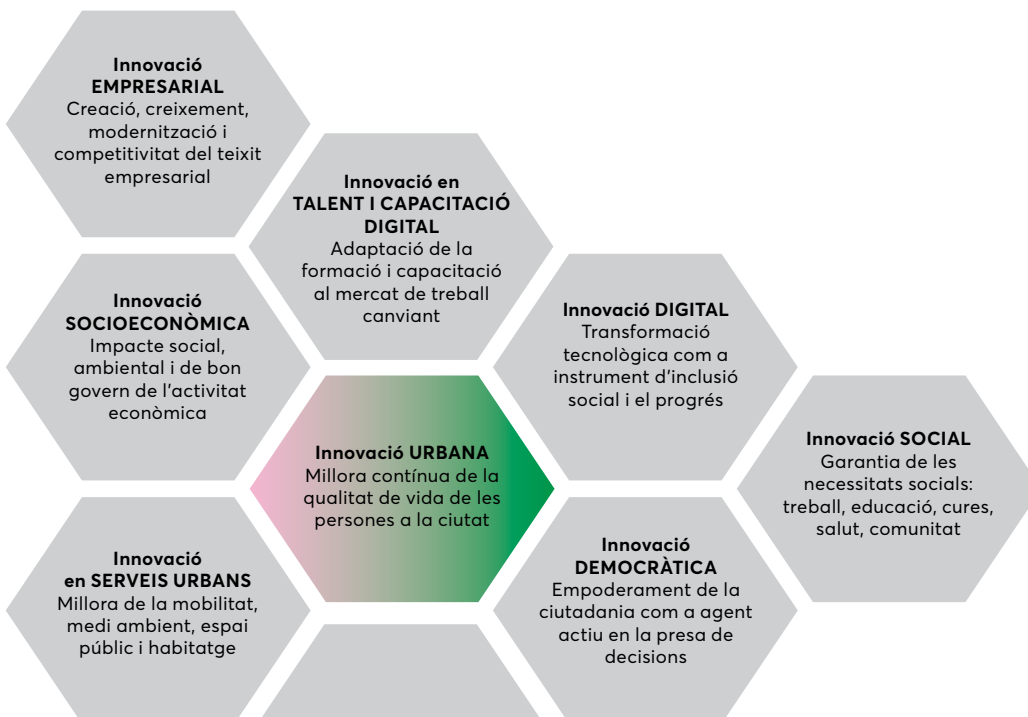 Innovació
EMPRESARIAL
Creació, creixement,
modernització i
competitivitat del teixit
empresarial
Innovació en
TALENT I CAPACITACIÓ
DIGITAL
Adaptació de la
formació i capacitació
al mercat de treball
canviant
Innovació
SOCIOECONÒMICA
Impacte social,
ambiental i de bon
govern de l'activitat
econòmica
Innovació DIGITAL
Transformació
tecnològica com a
instrument d'inclusió
social i el progrés
Innovació URBANA
Millora contínua de la
qualitat de vida de les
persones a la ciutat
Innovació SOCIAL
Garantia de les
necessitats socials:
treball, educació, cures,
salut, comunitat
Innovació
en SERVEIS URBANS
Millora de la mobilitat,
medi ambient, espai
públic i habitatge
Innovació
DEMOCRÀTICA
Empoderament de la
ciutadania com a agent
actiu en la presa de
decisions